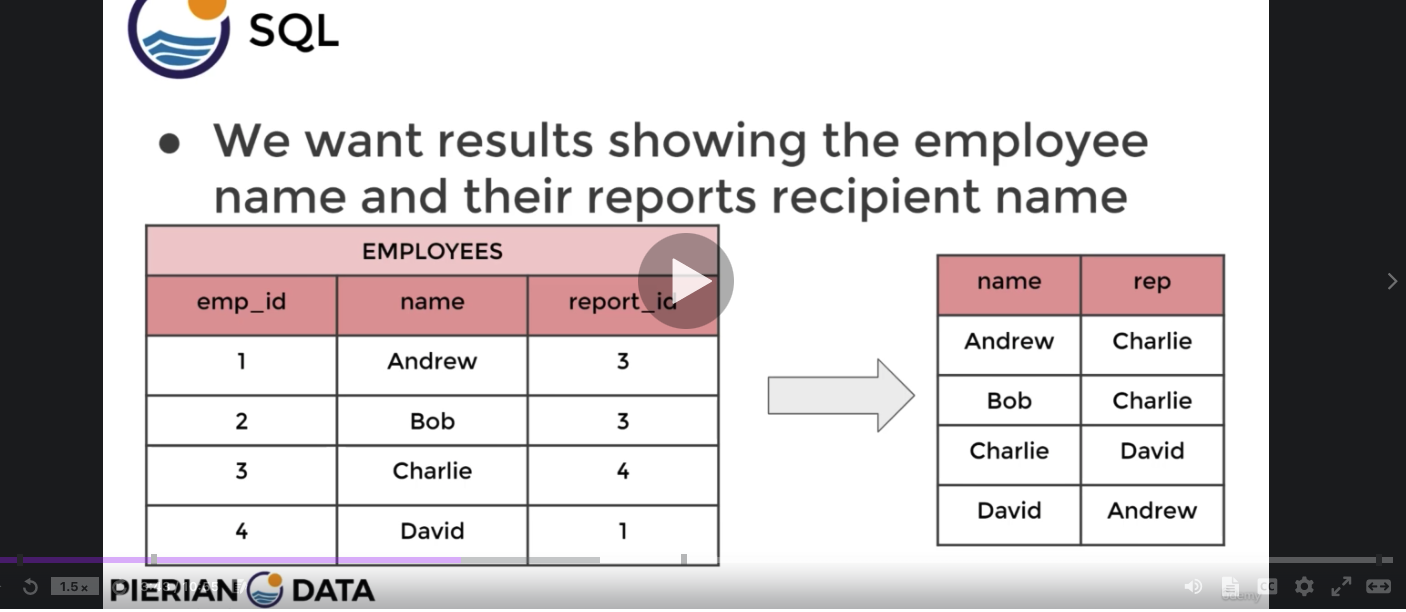 SQL
● We want results showing the employee
name and their reports recipient name
EMPLOYEES
emp_id name report_id
1 Andrew 3
2 Bob 3
3 Charlie 4
4 David 1
name rep
Andrew Charlie
Bob Charlie
Charlie David
David Andrew
1.5x
CC
PIERIAN DATA
Udemy